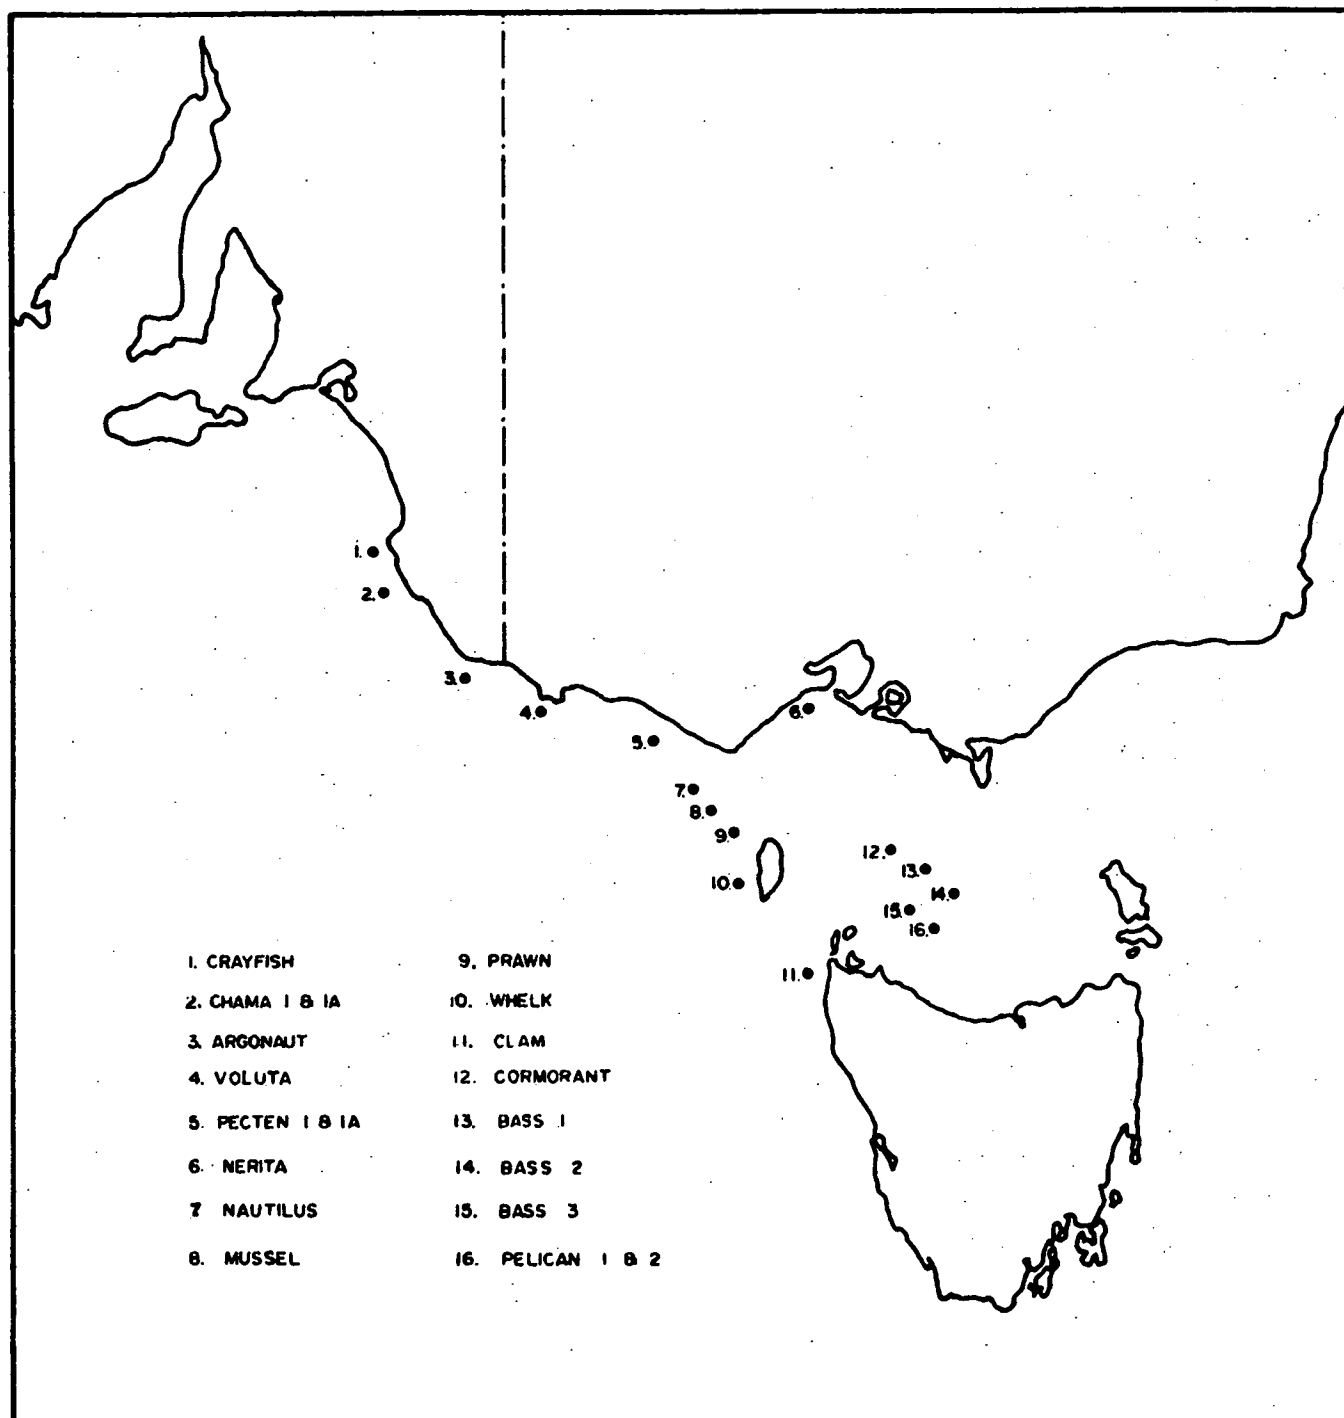 1.
2.
3.
4.
5.
6.
7.
8.
9.
10.
11.
12.
13.
14.
15.
16.
1. CRAYFISH
2. CHAMA 1 & 1A
3. ARGONAUT
4. VOLUTA
5. PECTEN 1 & 1A
6. NERITA
7 NAUTILUS
8. MUSSEL
9. PRAWN
10. WHELK
11. CLAM
12. CORMORANT
13. BASS 1
14. BASS 2
15. BASS 3
16. PELICAN 1 & 2